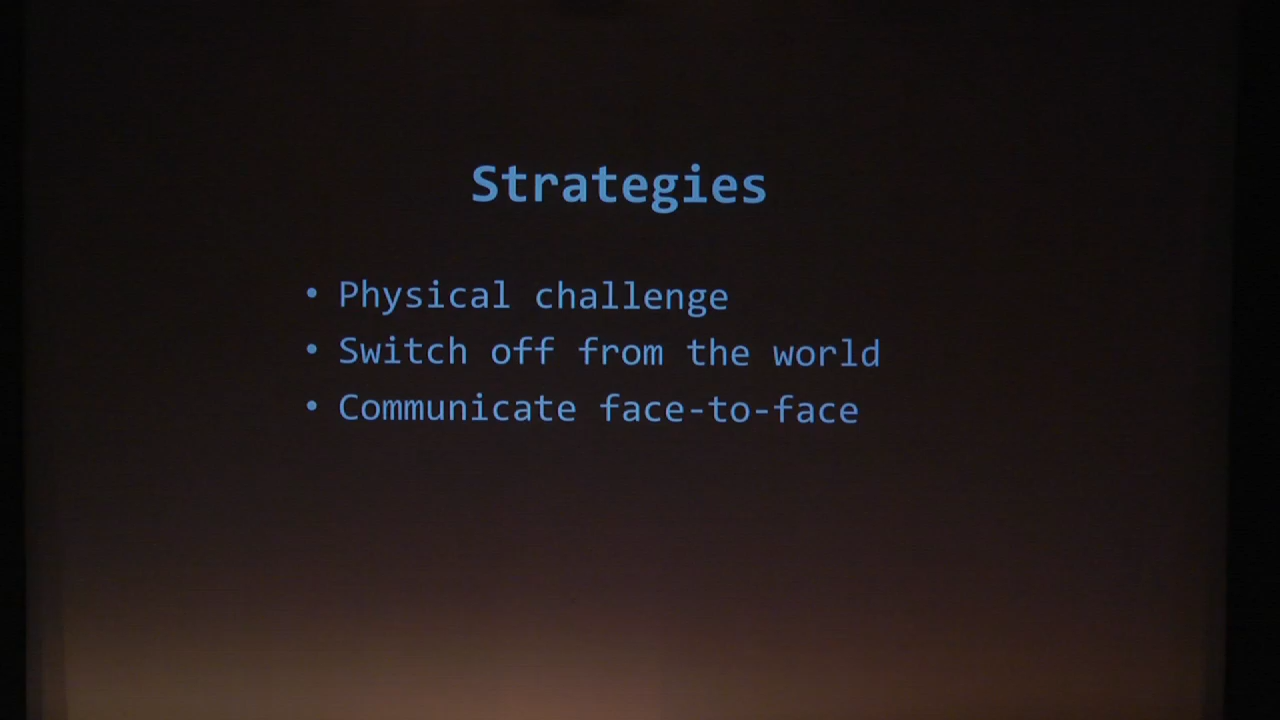 Strategies
• Physical challenge
• Switch off from the world
• Communicate face-to-face